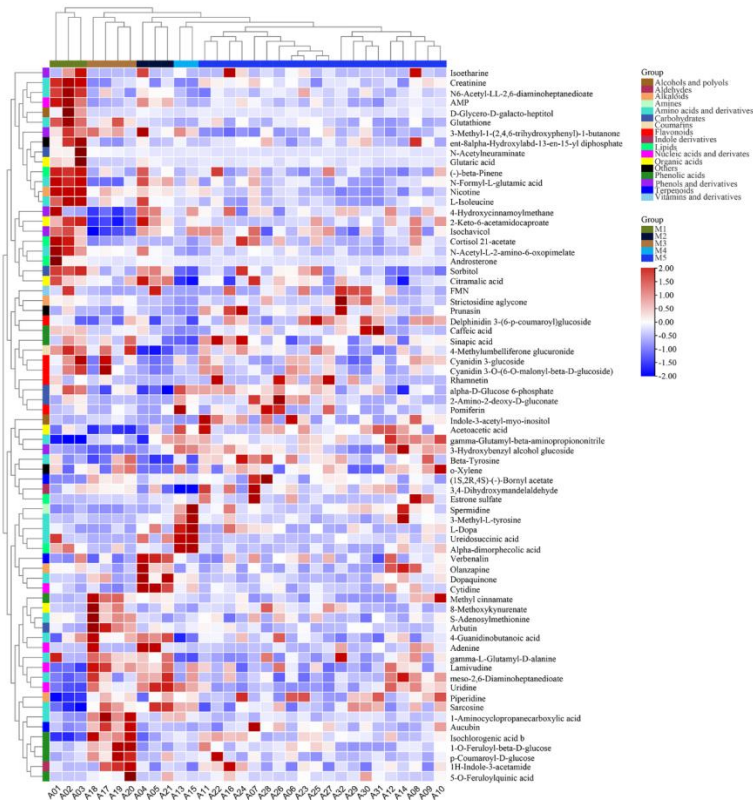 Isoetharine
Creatinine
N6-Acetyl-LL-2,6-diaminoheptanedioate
AMP
D-Glycero-D-galacto-heptitol
Glutathione
3-Methyl-1-(2,4,6-trihydroxyphenyl)-1-butanone
ent-8alpha-Hydroxylabd-13-en-15-yl diphosphate
N-Acetylneuraminate
Glutaric acid
(-)-beta-Pinene
N-Formyl-L-glutamic acid
Nicotine
L-Isoleucine
4-Hydroxycinnamoylmethane
2-Keto-6-acetamidocaproate
Isochavicol
Cortisol 21-acetate
N-Acetyl-L-2-amino-6-oxopimelate
Androsterone
Sorbitol
Citramalic acid
FMN
Strictosidine aglycone
Prunasin
Delphinidin 3-(6-p-coumaroyl)glucoside
Caffeic acid
Sinapic acid
4-Methylumbelliferone glucuronide
Cyanidin 3-glucoside
Cyanidin 3-O-(6-O-malonyl-beta-D-glucoside)
Rhamnetin
alpha-D-Glucose 6-phosphate
2-Amino-2-deoxy-D-gluconate
Pomiferin
Indole-3-acetyl-myo-inositol
Acetoacetic acid
gamma-Glutamyl-beta-aminopropiononitrile
3-Hydroxybenzyl alcohol glucoside
Beta-Tyrosine
o-Xylene
(1S,2R,4S)-(-)-Bornyl acetate
3,4-Dihydroxymandelaldehyde
Estrone sulfate
Spermidine
3-Methyl-L-tyrosine
L-Dopa
Ureidosuccinic acid
Alpha-dimorphecolic acid
Verbenalin
Olanzapine
Dopaquinone
Cytidine
Methyl cinnamate
8-Methoxykynurenate
S-Adenosylmethionine
Arbutin
4-Guanidinobutanoic acid
Adenine
gamma-L-Glutamyl-D-alanine
Lamivudine
meso-2,6-Diaminoheptanedioate
Uridine
Piperidine
Sarcosine
1-Aminocyclopropanecarboxylic acid
Aucubin
Isochlorogenic acid b
1-O-Feruloyl-beta-D-glucose
p-Coumaroyl-D-glucose
1H-Indole-3-acetamide
5-O-Feruloylquinic acid
A01 A02 A03 A18 A17 A19 A20 A04 A05 A21 A13 A15 A11 A22 A16 A24 A07 A28 A26 A06 A23 A25 A27 A32 A29 A30 A31 A12 A14 A08 A09 A10
Group
Alcohols and polyols
Aldehydes
Alkaloids
Amines
Amino acids and derivatives
Carbohydrates
Coumarins
Flavonoids
Indole derivatives
Lipids
Nucleic acids and derivates
Organic acids
Others
Phenolic acids
Phenols and derivatives
Terpenoids
Vitamins and derivatives
Group
M1
M2
M3
M4
M5
2.00
1.00
0.00
-1.00
-2.00